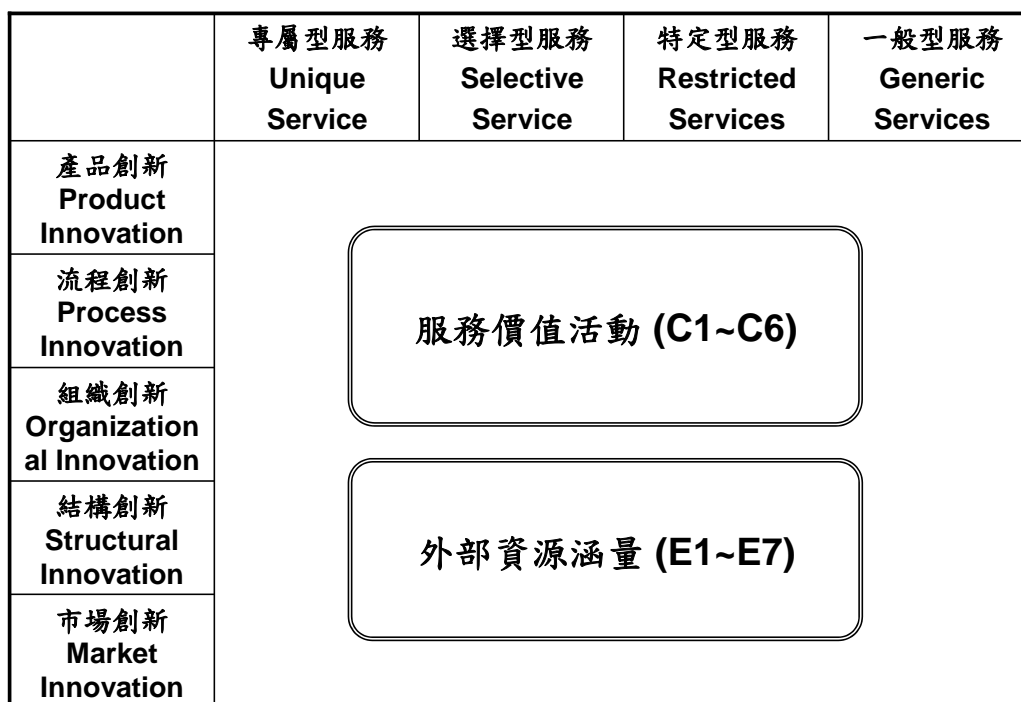 專屬型服務
Unique
Service
選擇型服務
Selective
Service
特定型服務
Restricted
Services
一般型服務
Generic
Services
產品創新
Product
Innovation
流程創新
Process
Innovation
組織創新
Organization
al Innovation
結構創新
Structural
Innovation
市場創新
Market
Innovation
服務價值活動 (C1~C6)
外部資源涵量 (E1~E7)